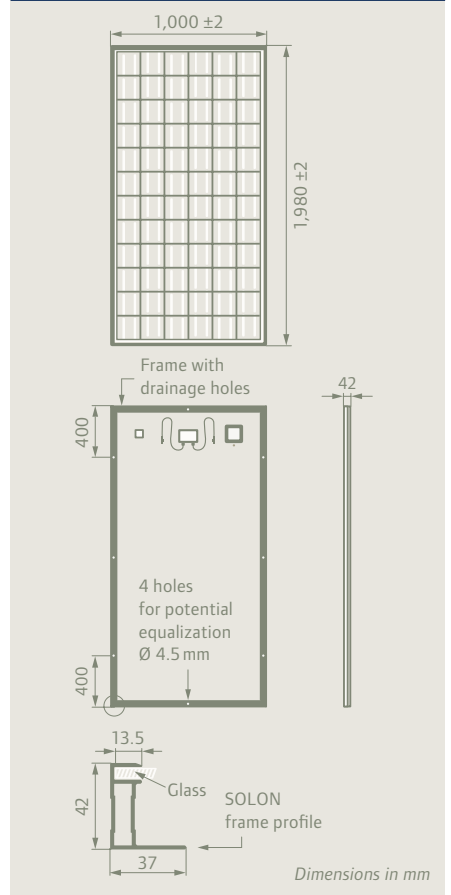 1,000 ±2
1,980 ±2
Frame with
drainage holes
42
400
4 holes
for potential
equalization
Ø 4.5 mm
400
13.5
Glass
SOLON
frame profile
42
37
Dimensions in mm